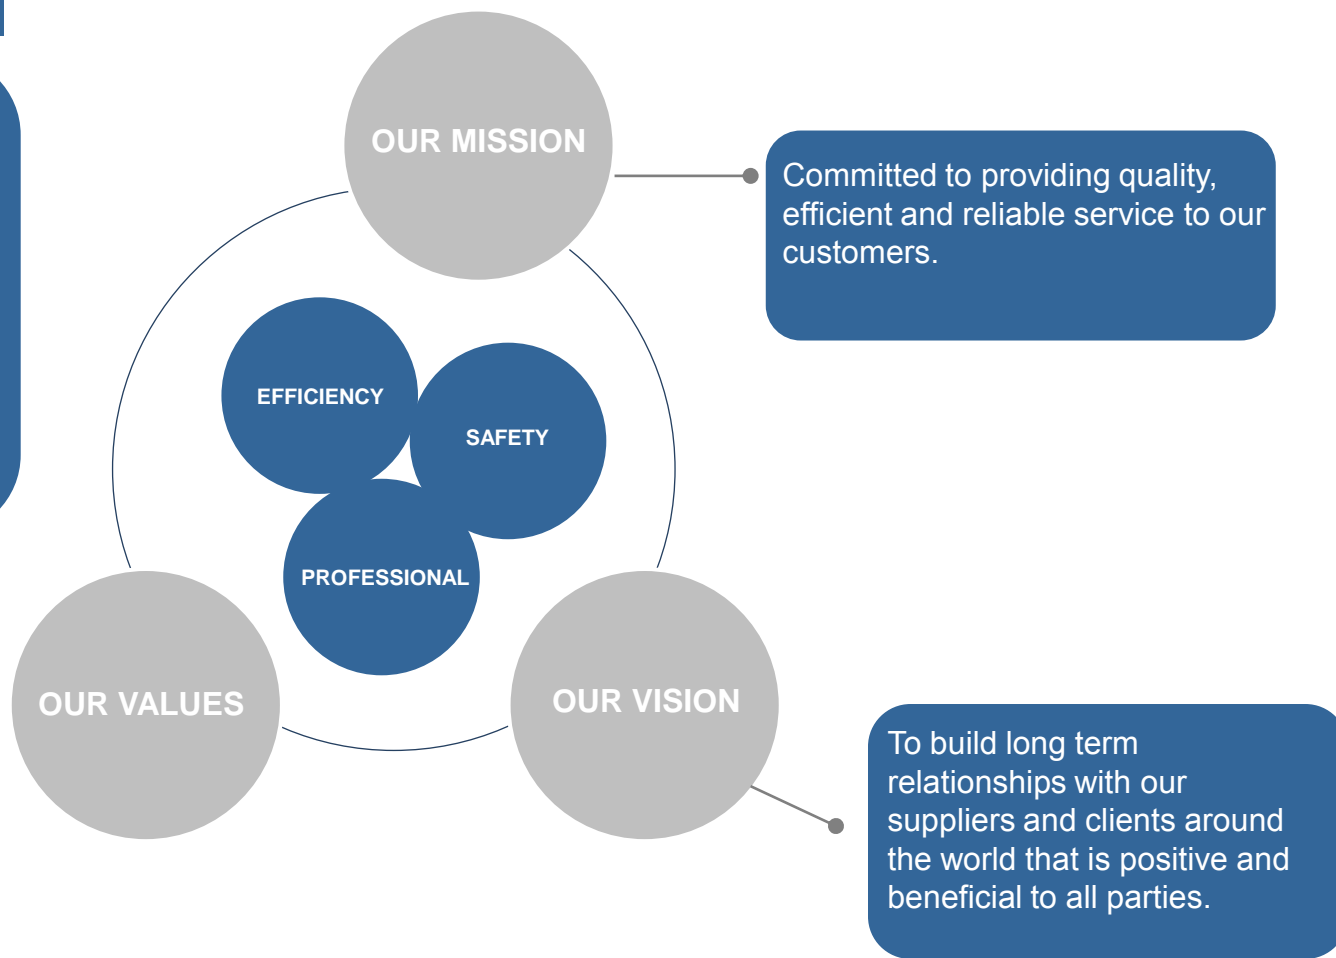 OUR MISSION
Committed to providing quality,
efficient and reliable service to our
customers.
EFFICIENCY
SAFETY
PROFESSIONAL
OUR VALUES
OUR VISION
To build long term
relationships with our
suppliers and clients around
the world that is positive and
beneficial to all parties.